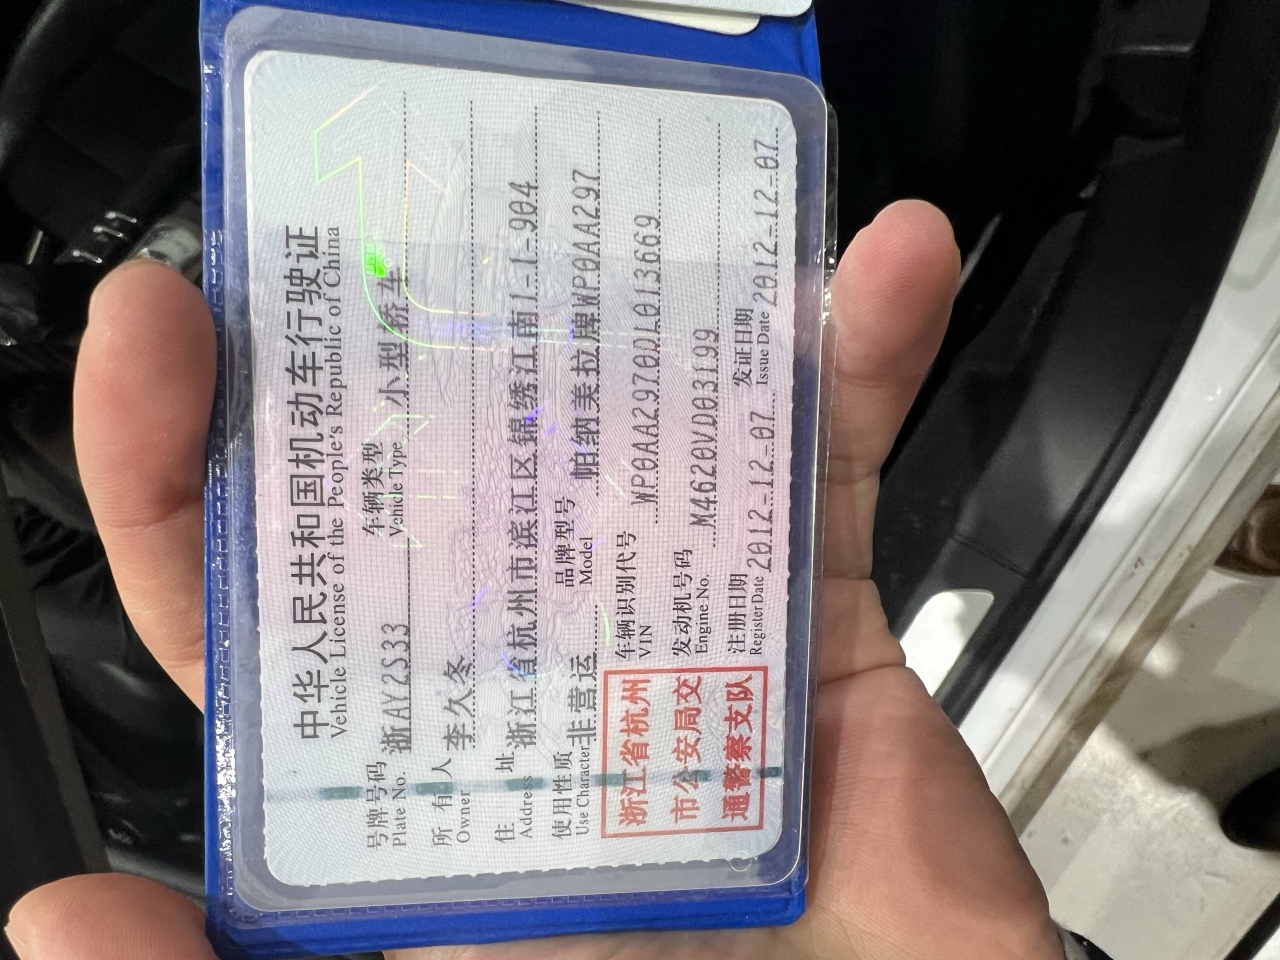 中华人民共和国机动车行驶证
Vehicle License of the People's Republic of China
号牌号码 浙AY2S33 车辆类型 小型轿车
Plate No. Vehicle Type
所有人 李久冬
Owner
住址 浙江省杭州市滨江区锦绣江南1-1-904
Address
使用性质 非营运 品牌型号 帕纳美拉牌WP0AA297
Use Character Model
浙江省杭州
市公安局交
通警察支队
车辆识别代号 WP0AA2970DL013669
VIN
发动机号码 M4620VD03199
Engine No.
注册日期 2012-12-07 发证日期 2012-12-07
Register Date Issue Date